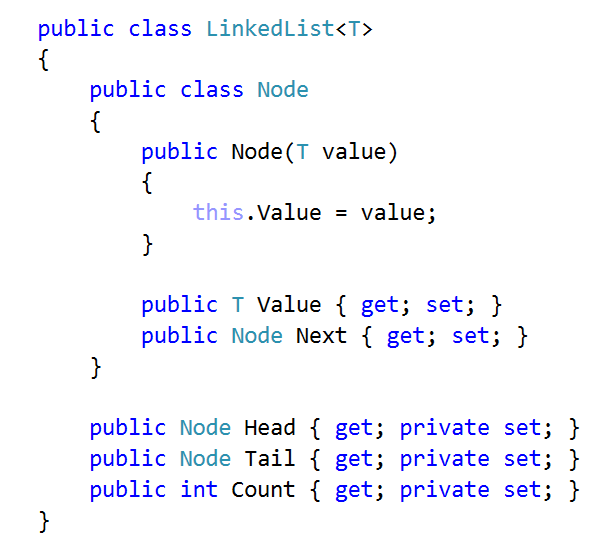 public class LinkedList<T>
{
    public class Node
    {
        public Node(T value)
        {
            this.Value = value;
        }

        public T Value { get; set; }
        public Node Next { get; set; }
    }

    public Node Head { get; private set; }
    public Node Tail { get; private set; }
    public int Count { get; private set; }
}